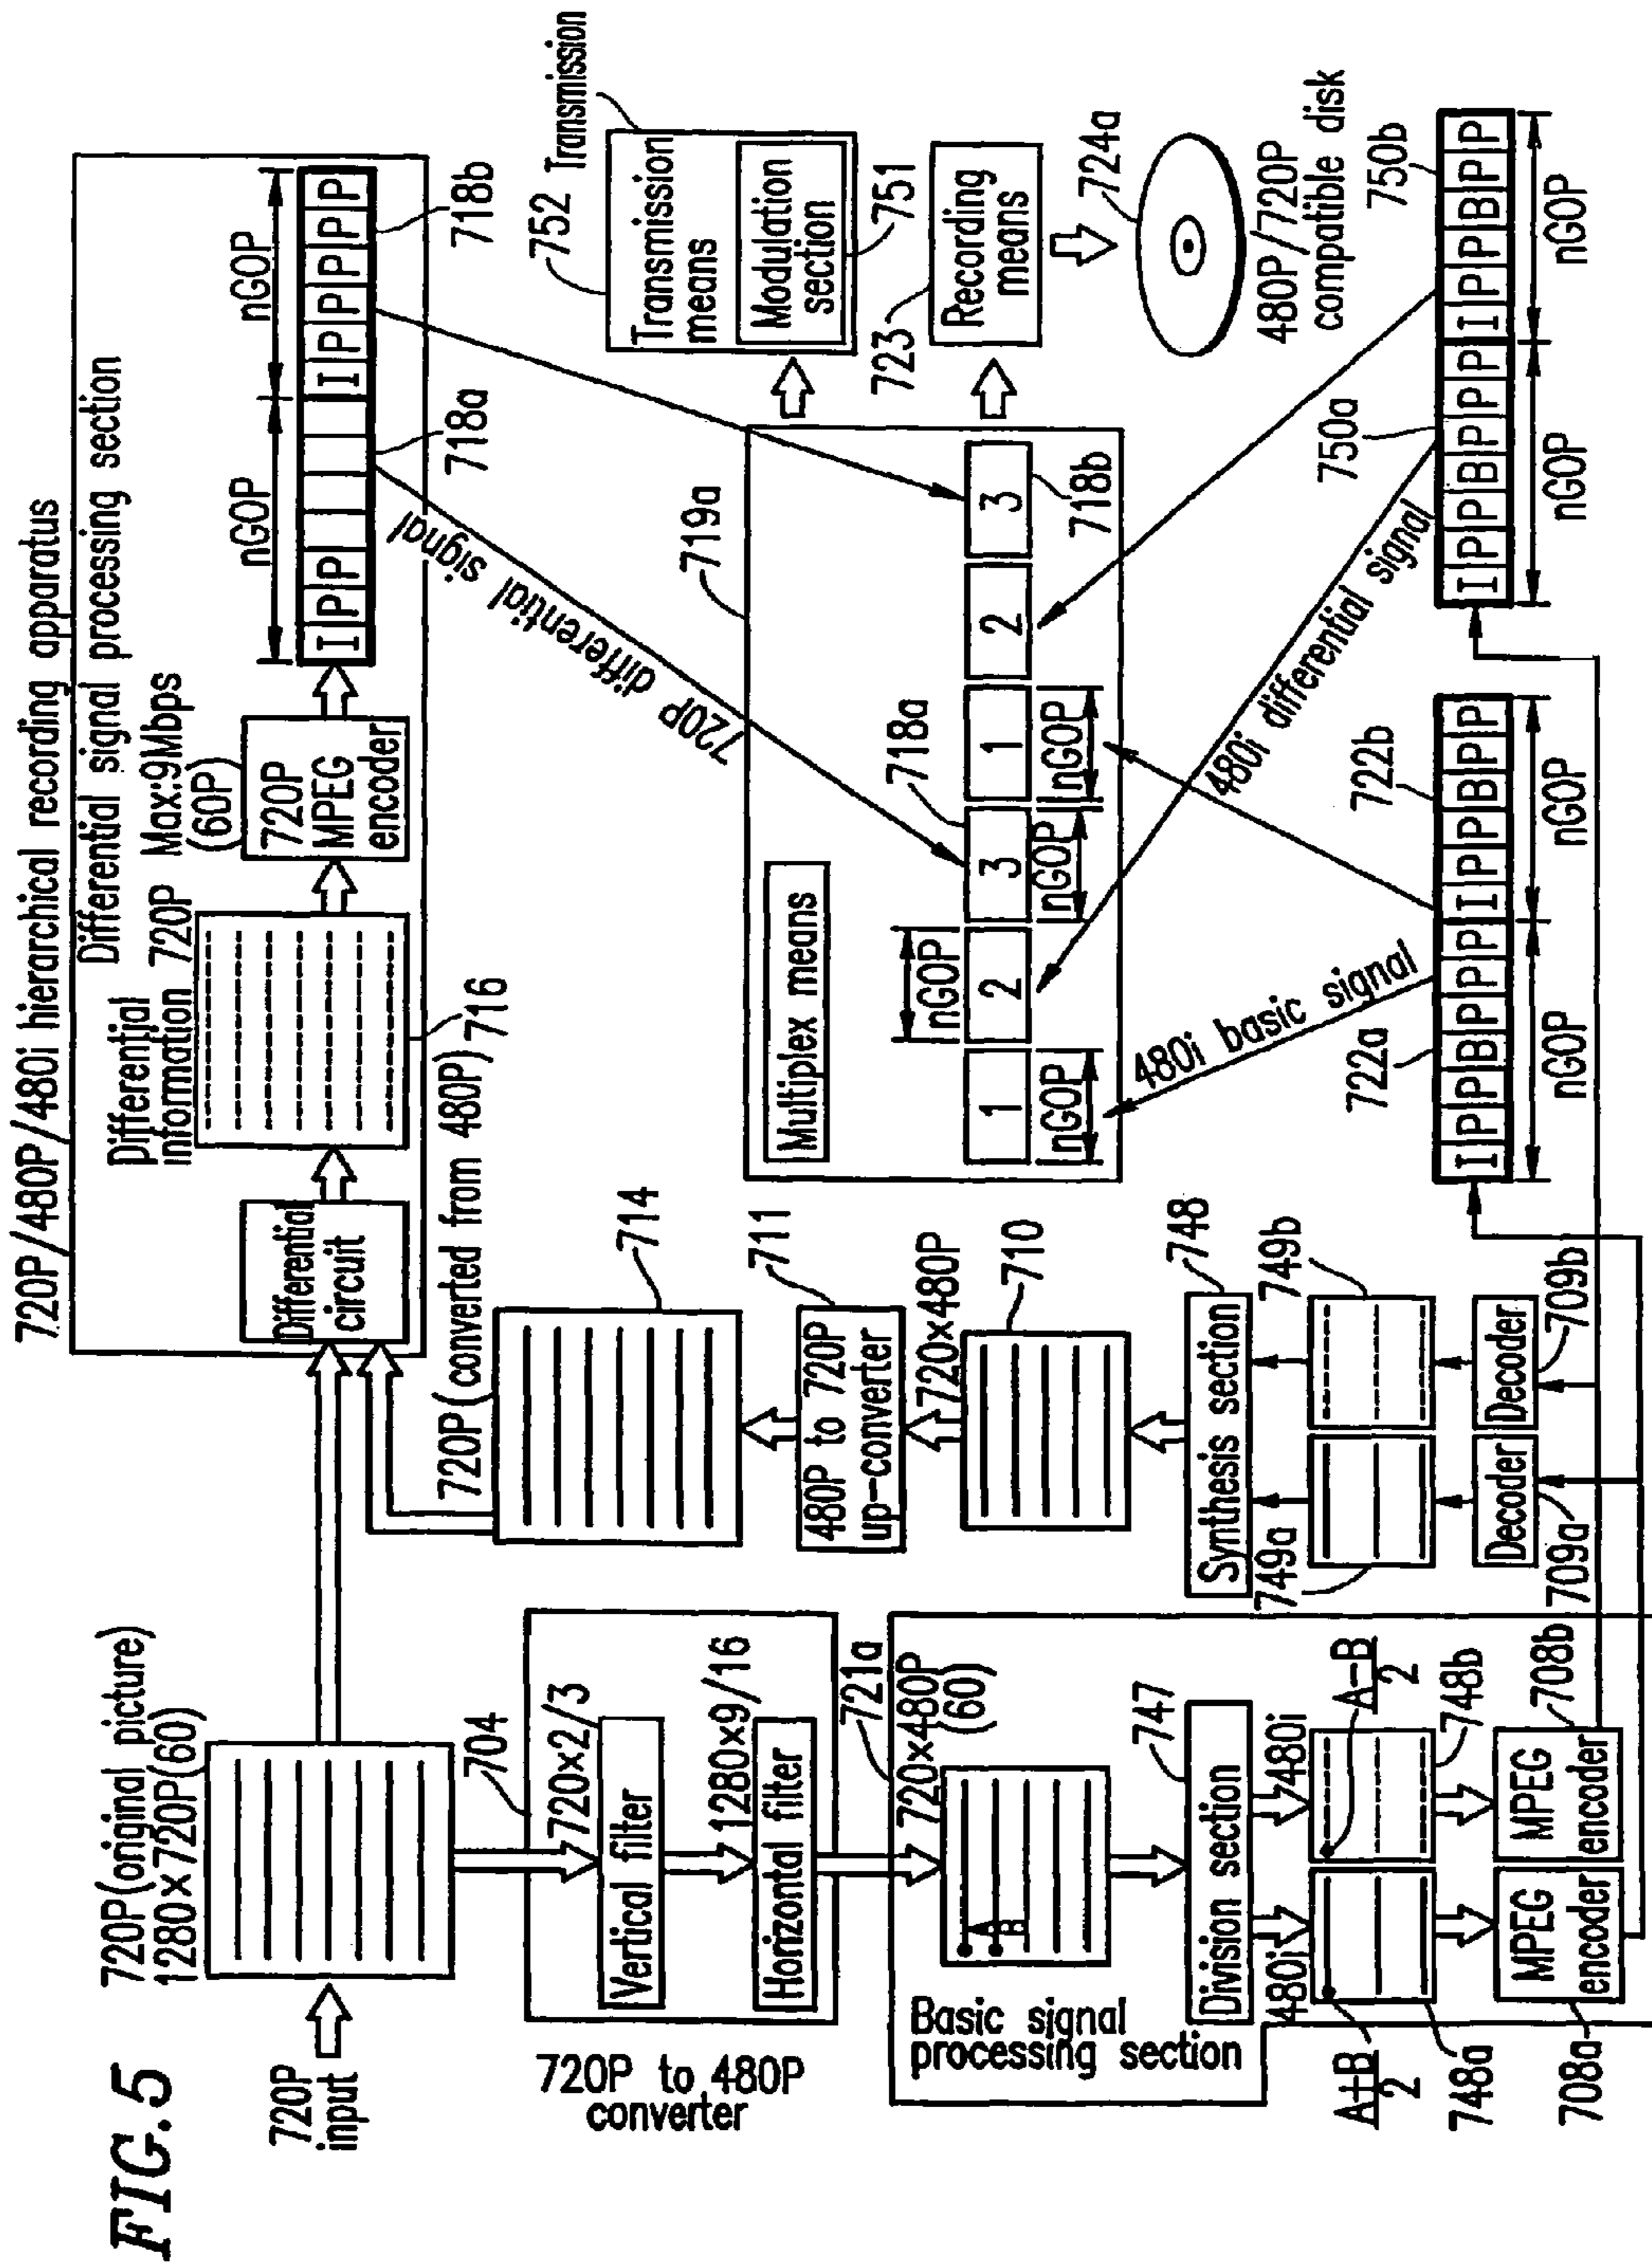 FIG.5
720P/480P/480i hierarchical recording apparatus
Differential signal processing section
720P
input
720P(original picture)
1280×720P(60)
Differential
circuit
Differential
information 720P
716
Max:9Mbps
(60P)
720P
MPEG
encoder
nGOP
nGOP
I P P
I P P P P P
718a
718b
720P differential signal
704
720×2/3
Vertical filter
1280×9/16
Horizontal filter
720P to 480P
converter
720P(converted from 480P)
714
711
480P to 720P
up-converter
720×480P
710
748
Synthesis section
749a
749b
Decoder
Decoder
709a
709b
721a
720×480P
(60)
A
B
Basic signal
processing section
747
Division section
480i
480i
A+B
2
A-B
2
748a
748b
MPEG
encoder
MPEG
encoder
708a
708b
719a
Multiplex means
nGOP
718a
1 2 3 1 2 3
nGOP
nGOP
nGOP
718b
480i basic signal
480i differential signal
752
Transmission
Transmission
means
Modulation
section
751
723
Recording
means
724a
480P/720P
compatible disk
722a
722b
I P P B P P P
I P P B P P
nGOP
nGOP
750a
750b
I P P B P P P
I P P B P P
nGOP
nGOP